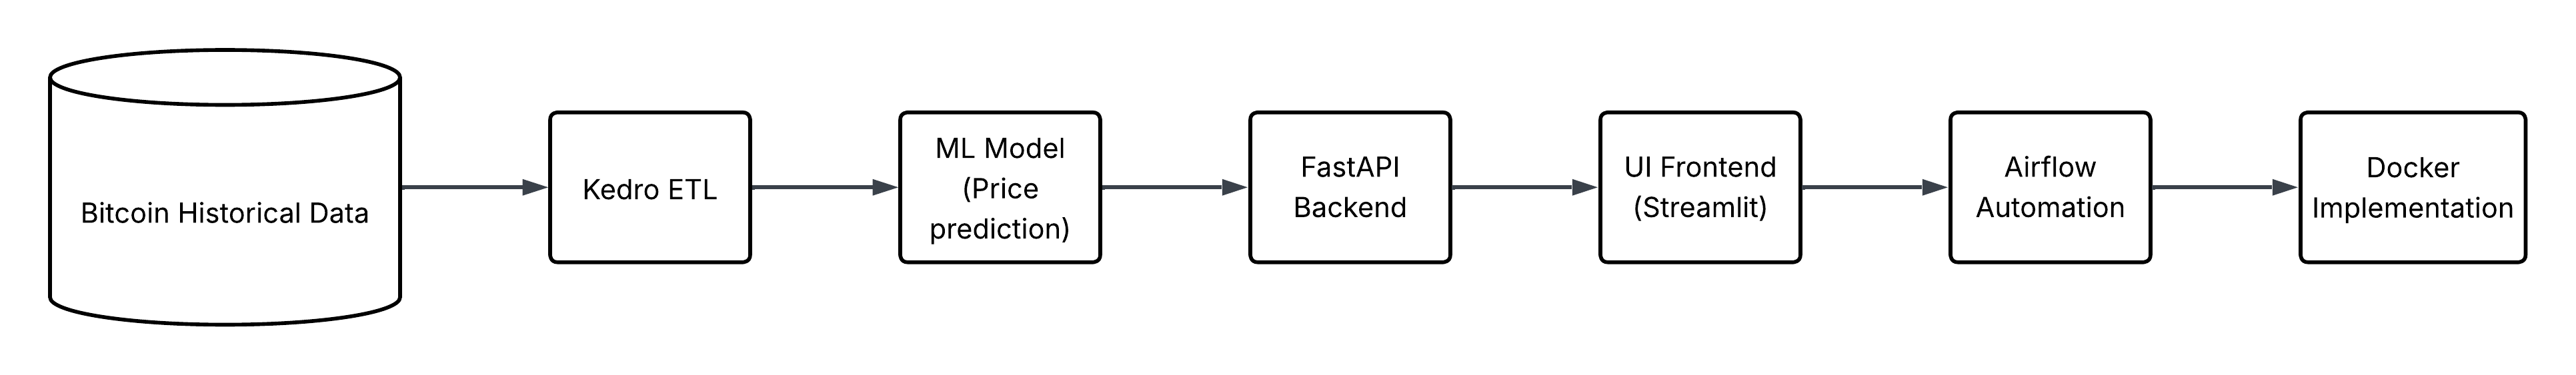 Bitcoin Historical Data
Kedro ETL
ML Model
(Price
prediction)
FastAPI
Backend
UI Frontend
(Streamlit)
Airflow
Automation
Docker
Implementation